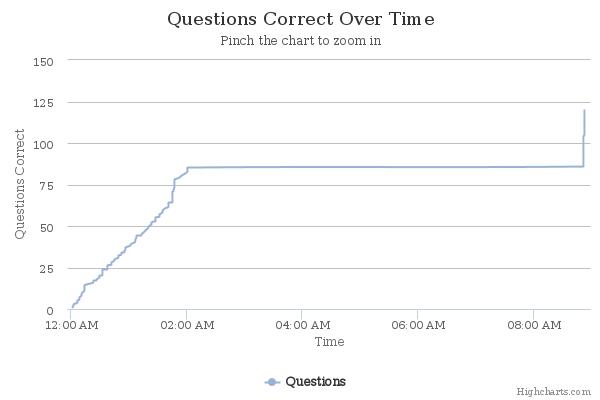 Questions Correct Over Time
Pinch the chart to zoom in
Questions Correct
150
125
100
75
50
25
0
12:00 AM 02:00 AM 04:00 AM 06:00 AM 08:00 AM
Time
Questions
Highcharts.com